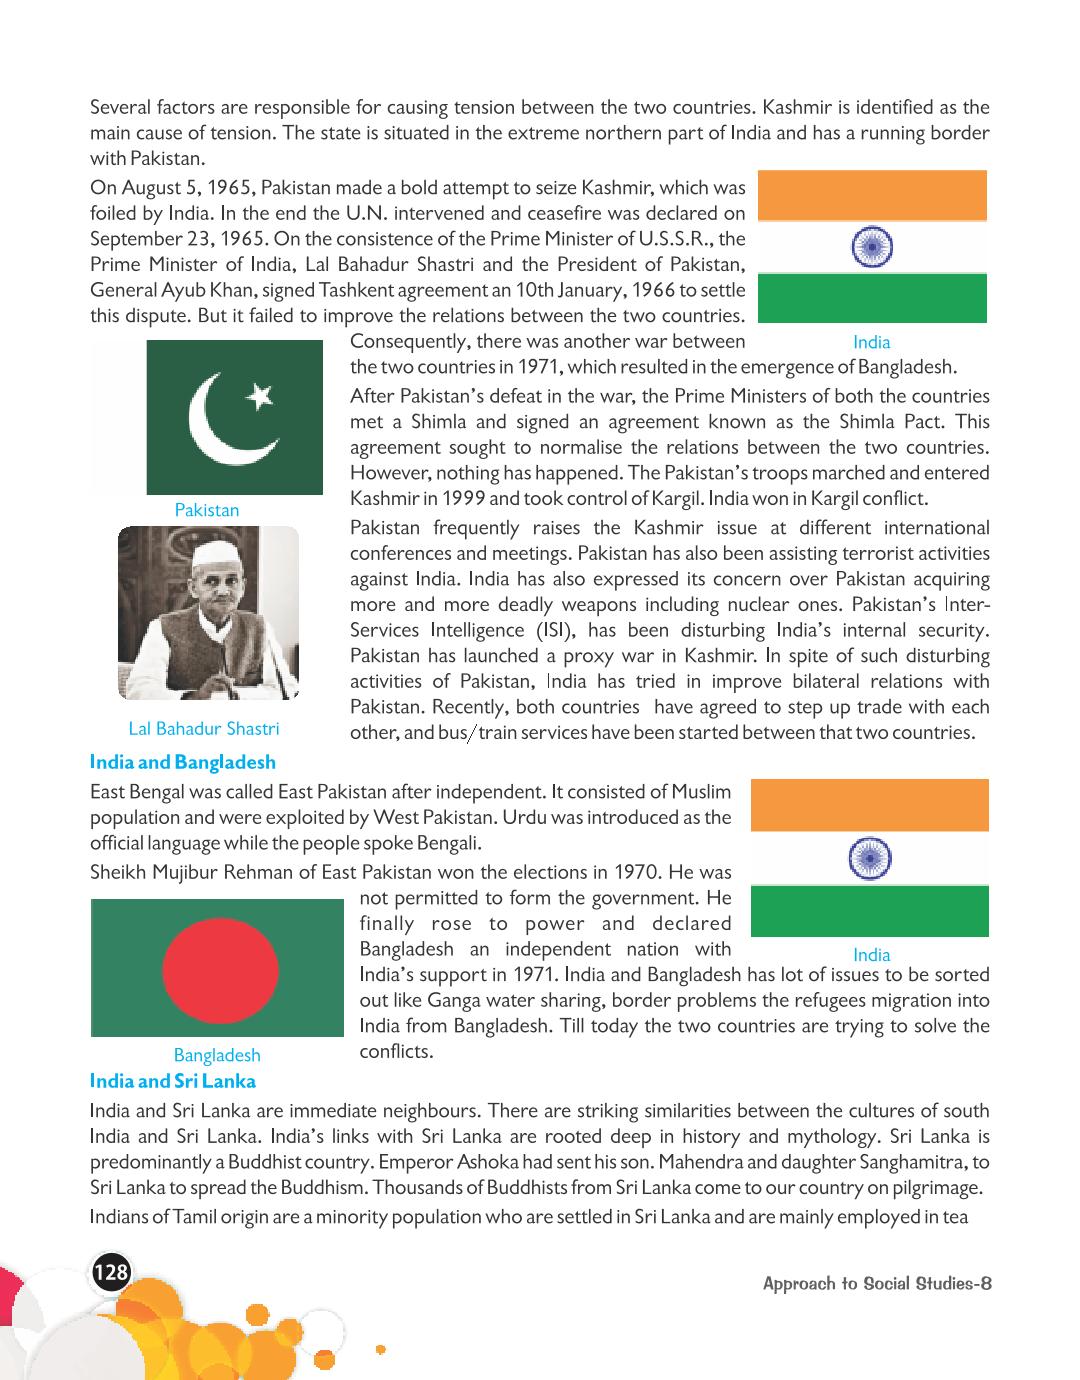 Several factors are responsible for causing tension between the two countries. Kashmir is identified as the
main cause of tension. The state is situated in the extreme northern part of India and has a running border
with Pakistan.
On August 5, 1965, Pakistan made a bold attempt to seize Kashmir, which was
foiled by India. In the end the U.N. intervened and ceasefire was declared on
September 23, 1965. On the consistence of the Prime Minister of U.S.S.R., the
Prime Minister of India, Lal Bahadur Shastri and the President of Pakistan,
General Ayub Khan, signed Tashkent agreement an 10th January, 1966 to settle
this dispute. But it failed to improve the relations between the two countries.
Consequently, there was another war between
the two countries in 1971, which resulted in the emergence of Bangladesh.
India
After Pakistan's defeat in the war, the Prime Ministers of both the countries
met a Shimla and signed an agreement known as the Shimla Pact. This
agreement sought to normalise the relations between the two countries.
However, nothing has happened. The Pakistan's troops marched and entered
Kashmir in 1999 and took control of Kargil. India won in Kargil conflict.
Pakistan
Pakistan frequently raises the Kashmir issue at different international
conferences and meetings. Pakistan has also been assisting terrorist activities
against India. India has also expressed its concern over Pakistan acquiring
more and more deadly weapons including nuclear ones. Pakistan's Inter-
Services Intelligence (ISI), has been disturbing India's internal security.
Pakistan has launched a proxy war in Kashmir. In spite of such disturbing
activities of Pakistan, India has tried in improve bilateral relations with
Pakistan. Recently, both countries have agreed to step up trade with each
other, and bus/train services have been started between that two countries.
Lal Bahadur Shastri
India and Bangladesh
East Bengal was called East Pakistan after independent. It consisted of Muslim
population and were exploited by West Pakistan. Urdu was introduced as the
official language while the people spoke Bengali.
Sheikh Mujibur Rehman of East Pakistan won the elections in 1970. He was
not permitted to form the government. He
finally rose to power and declared
Bangladesh an independent nation with
India
India's support in 1971. India and Bangladesh has lot of issues to be sorted
out like Ganga water sharing, border problems the refugees migration into
India from Bangladesh. Till today the two countries are trying to solve the
conflicts.
Bangladesh
India and Sri Lanka
India and Sri Lanka are immediate neighbours. There are striking similarities between the cultures of south
India and Sri Lanka. India's links with Sri Lanka are rooted deep in history and mythology. Sri Lanka is
predominantly a Buddhist country. Emperor Ashoka had sent his son. Mahendra and daughter Sanghamitra, to
Sri Lanka to spread the Buddhism. Thousands of Buddhists from Sri Lanka come to our country on pilgrimage.
Indians of Tamil origin are a minority population who are settled in Sri Lanka and are mainly employed in tea
128
Approach to Social Studies-8